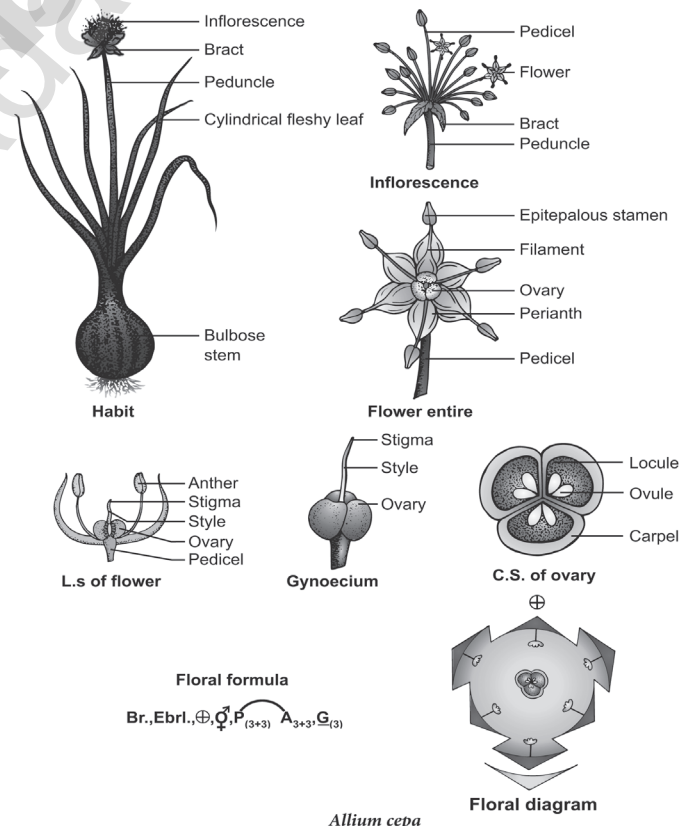 Inflorescence
Bract
Peduncle
Cylindrical fleshy leaf
Bulbose
stem
Habit
Pedicel
Flower
Bract
Peduncle
Inflorescence
Epitepalous stamen
Filament
Ovary
Perianth
Pedicel
Flower entire
Anther
Stigma
Style
Ovary
Pedicel
L.s of flower
Stigma
Style
Ovary
Gynoecium
Locule
Ovule
Carpel
C.S. of ovary
Floral formula
Br.,Ebrl.,⊕,⚥,P(3+3) A3+3,G(3)
⊕
Floral diagram
Allium cepa